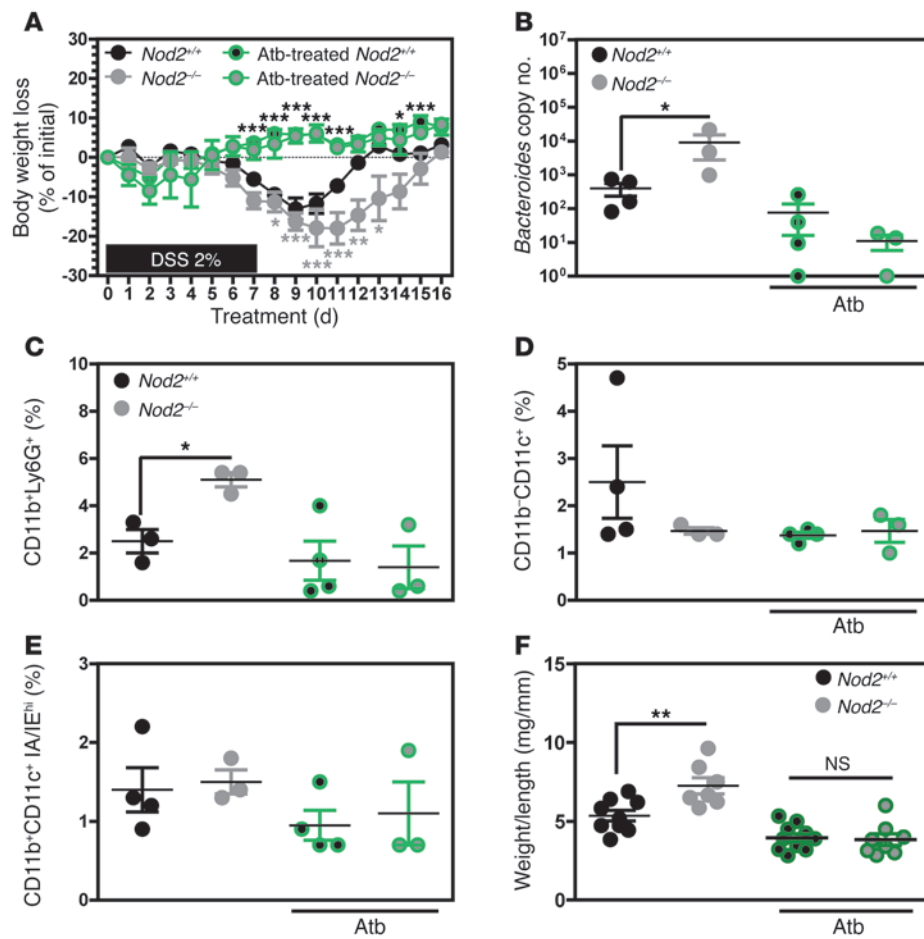 A
Body weight loss
(% of initial)
30
20
10
0
-10
-20
-30
Nod2+/+
Nod2−/−
Atb-treated Nod2+/+
Atb-treated Nod2−/−
*** *** *** *** *** * ***
* *** *** *** ** *
DSS 2%
0 1 2 3 4 5 6 7 8 9 10 11 12 13 14 15 16
Treatment (d)
B
Bacteroides copy no.
10⁷
10⁶
10⁵
10⁴
10³
10²
10¹
10⁰
Nod2+/+
Nod2−/−
*
Atb
C
CD11b+Ly6G+ (%)
10
8
6
4
2
0
Nod2+/+
Nod2−/−
*
D
CD11b−CD11c+ (%)
5
4
3
2
1
0
Atb
E
CD11b+CD11c+ IA/IEhi (%)
3
2
1
0
Atb
F
Weight/length (mg/mm)
15
10
5
0
Nod2+/+
Nod2−/−
**
NS
Atb